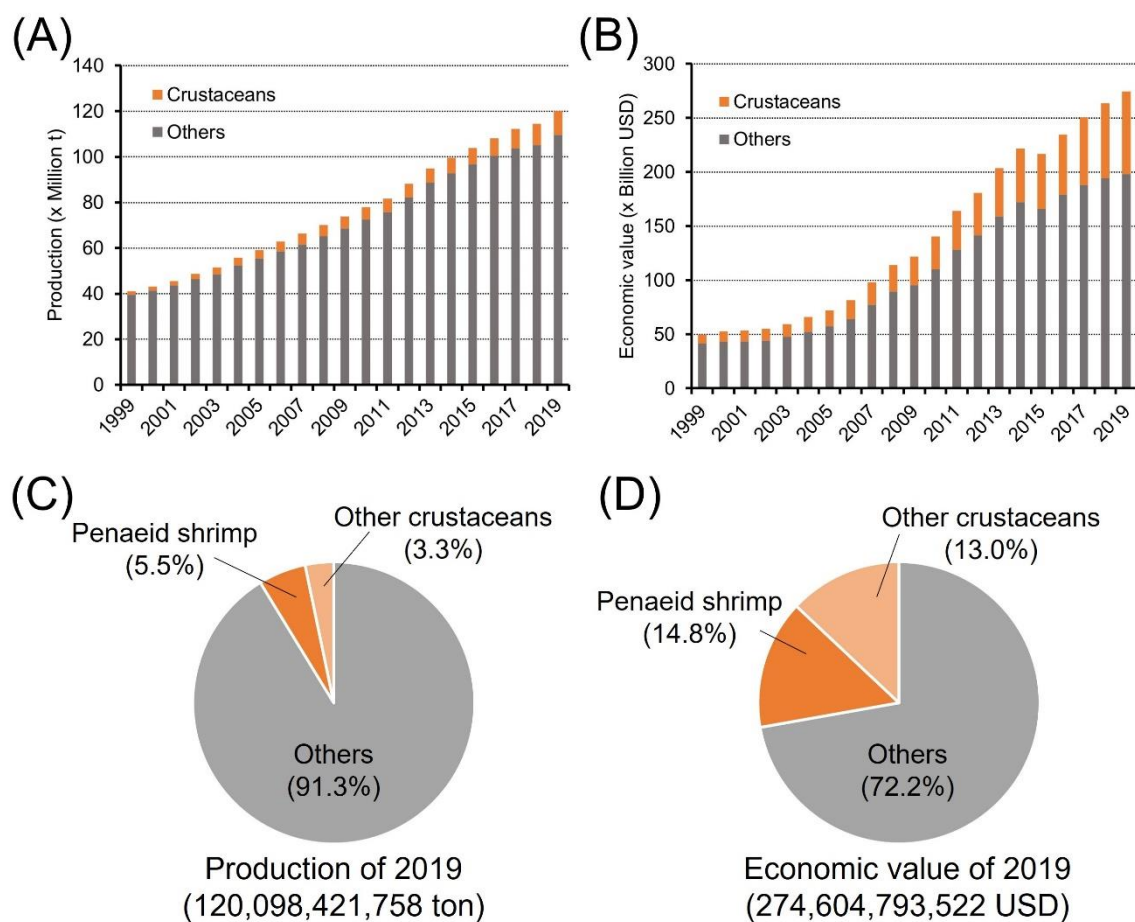 (A)
Production (x Million t)
140
120
100
80
60
40
20
0
Crustaceans
Others
1999
2001
2003
2005
2007
2009
2011
2013
2015
2017
2019
(B)
Economic value (x Billion USD)
300
250
200
150
100
50
0
Crustaceans
Others
1999
2001
2003
2005
2007
2009
2011
2013
2015
2017
2019
(C)
Penaeid shrimp
(5.5%)
Other crustaceans
(3.3%)
Others
(91.3%)
Production of 2019
(120,098,421,758 ton)
(D)
Other crustaceans
(13.0%)
Penaeid shrimp
(14.8%)
Others
(72.2%)
Economic value of 2019
(274,604,793,522 USD)